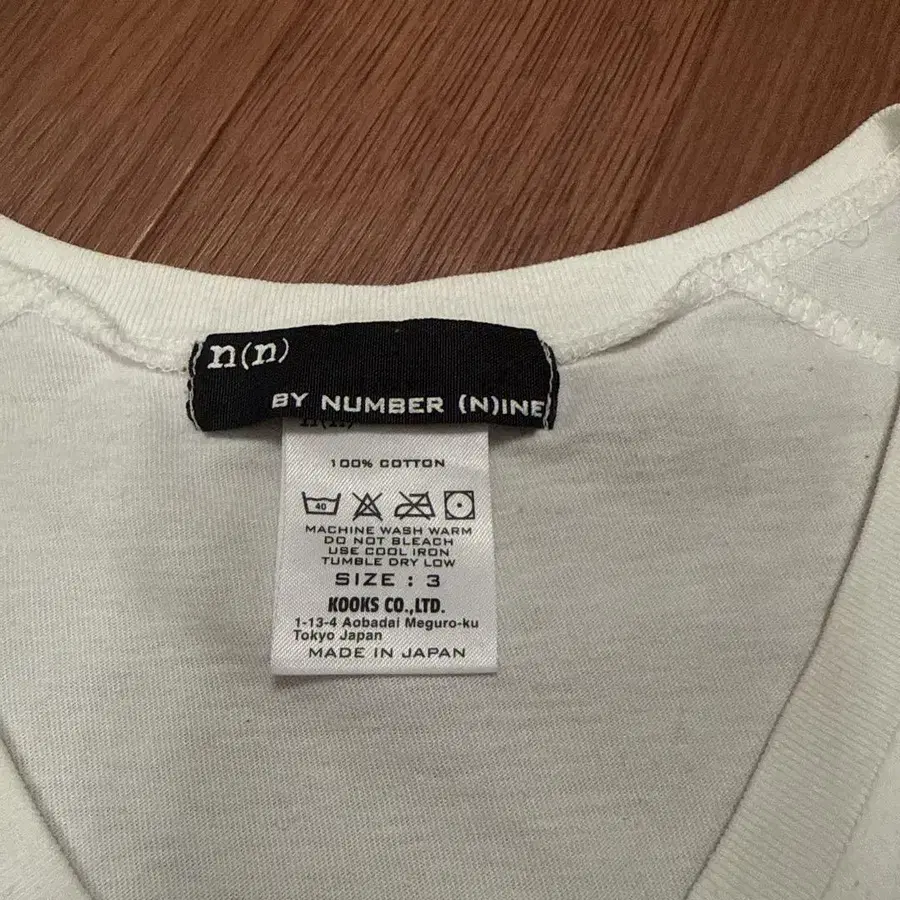 n(n)
BY NUMBER (N)INE
n(n)
100% COTTON
40
MACHINE WASH WARM
DO NOT BLEACH
USE COOL IRON
TUMBLE DRY LOW
SIZE : 3
KOOKS CO.,LTD.
1-13-4 Aobadai Meguro-ku
Tokyo Japan
MADE IN JAPAN